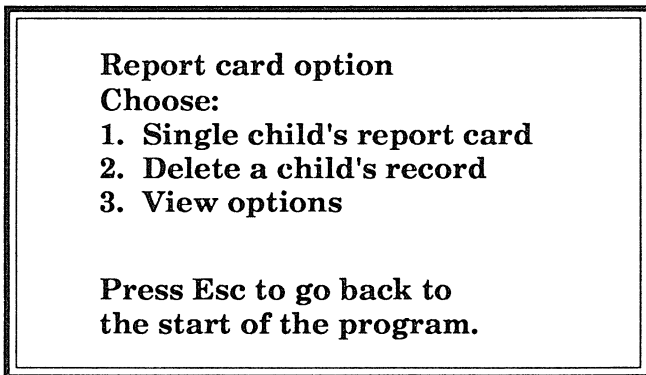 Report card option
Choose:
1. Single child's report card
2. Delete a child's record
3. View options
Press Esc to go back to
the start of the program.